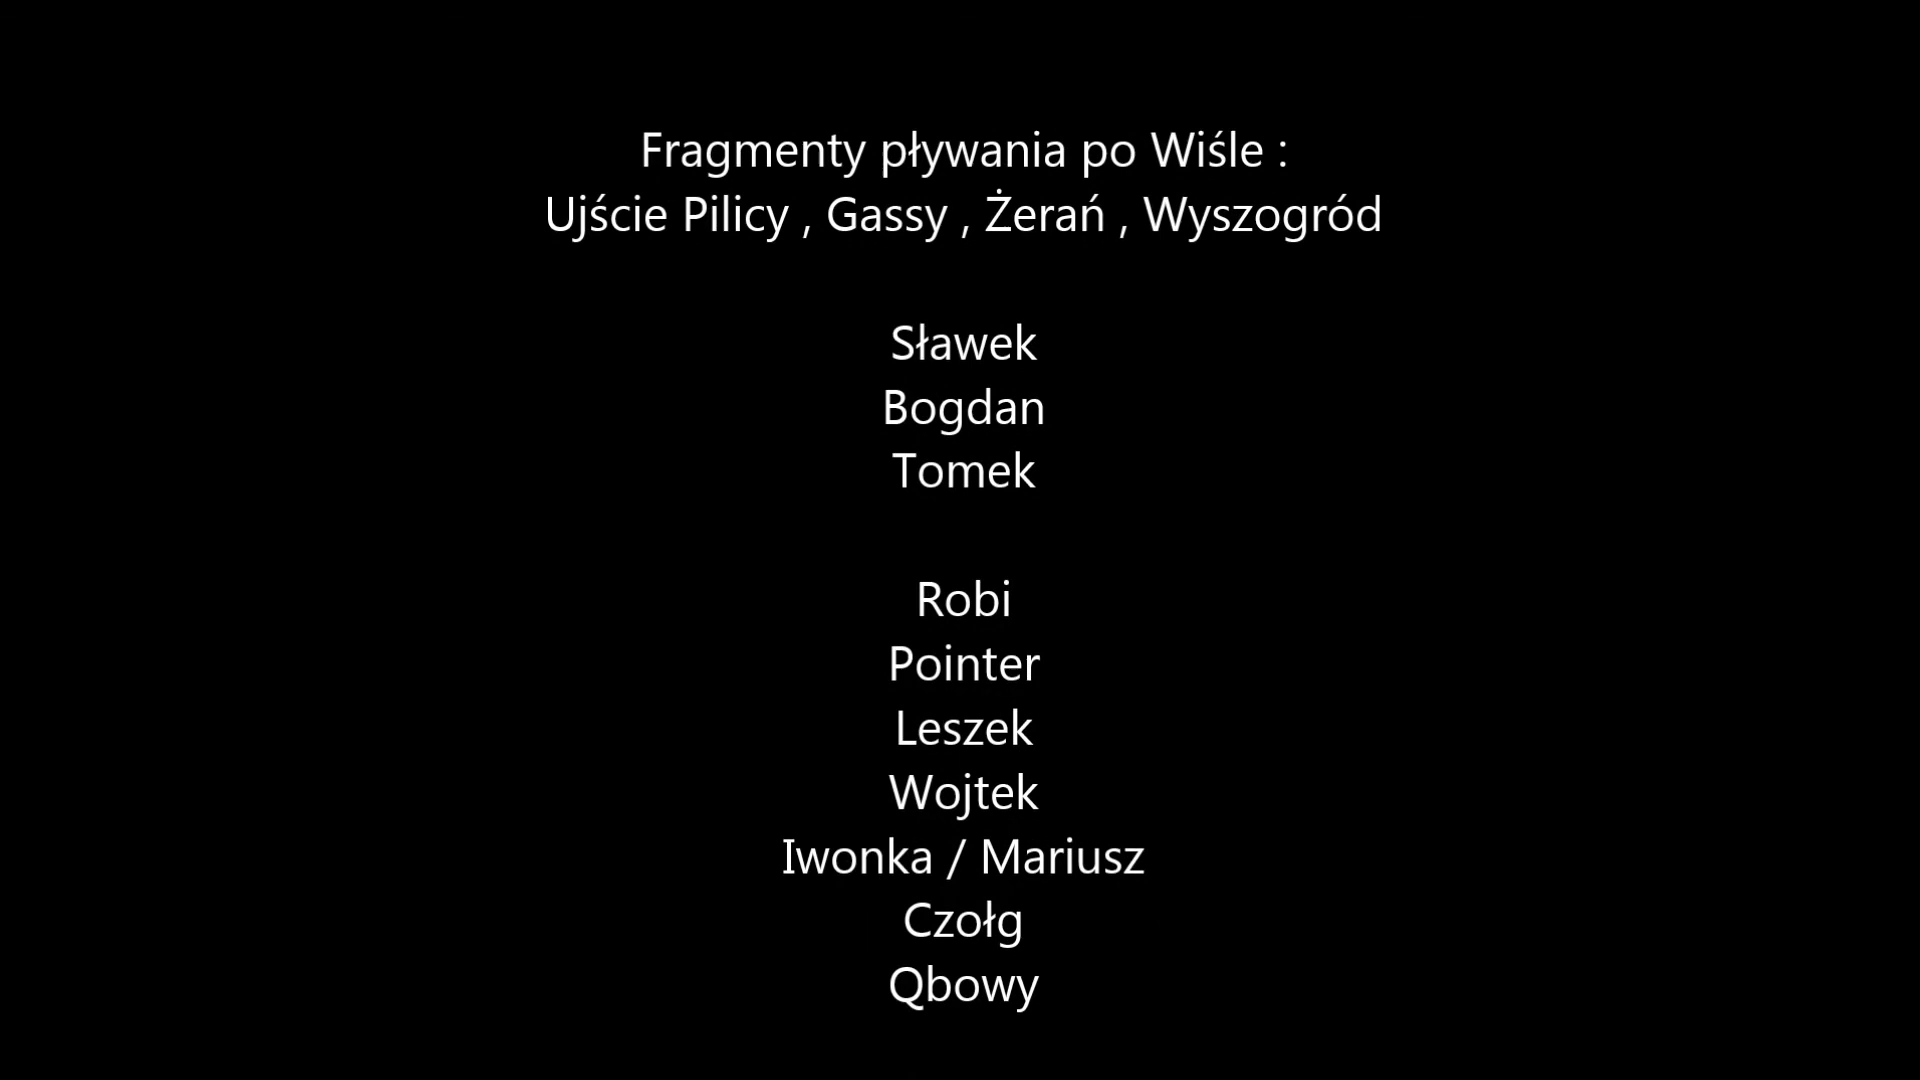 Fragmenty pływania po Wiśle :
Ujście Pilicy , Gassy , Żerań , Wyszogród
Sławek
Bogdan
Tomek
Robi
Pointer
Leszek
Wojtek
Iwonka / Mariusz
Czołg
Qbowy